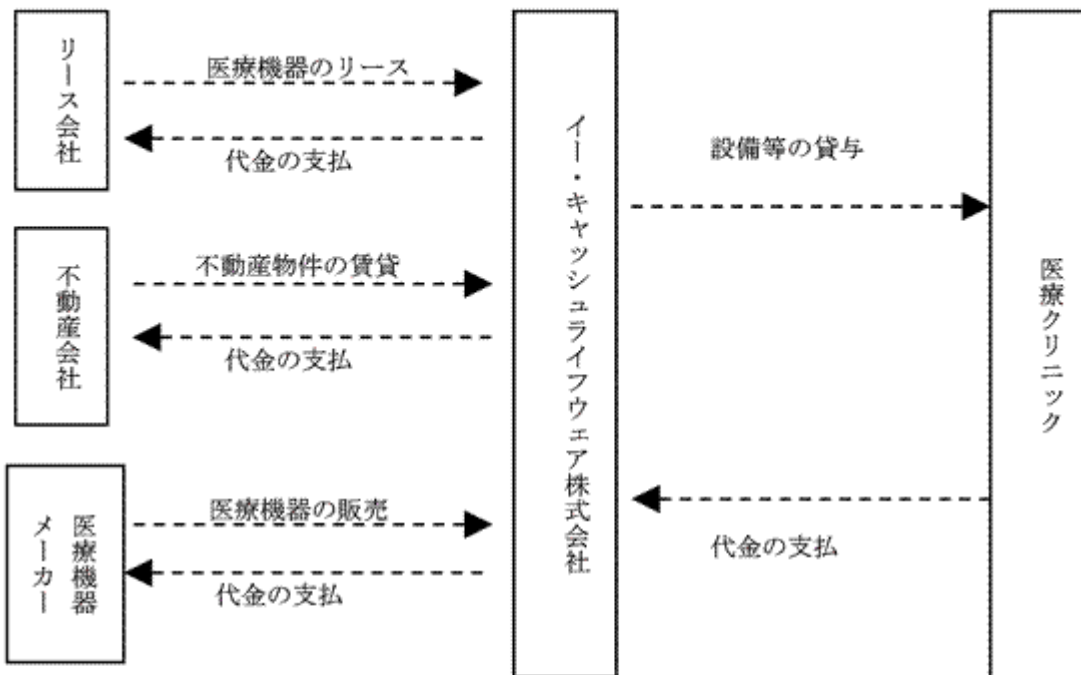 リース会社
医療機器のリース
代金の支払
不動産会社
不動産物件の賃貸
代金の支払
医療機器
メーカー
医療機器の販売
代金の支払
イー・キャッシュライフウェア株式会社
設備等の貸与
代金の支払
医療クリニック